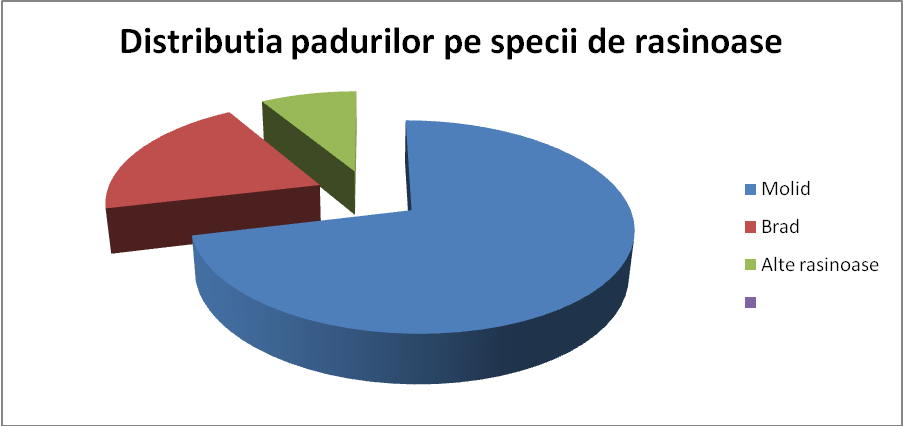 Distributia padurilor pe specii de rasinoase
Molid
Brad
Alte rasinoase